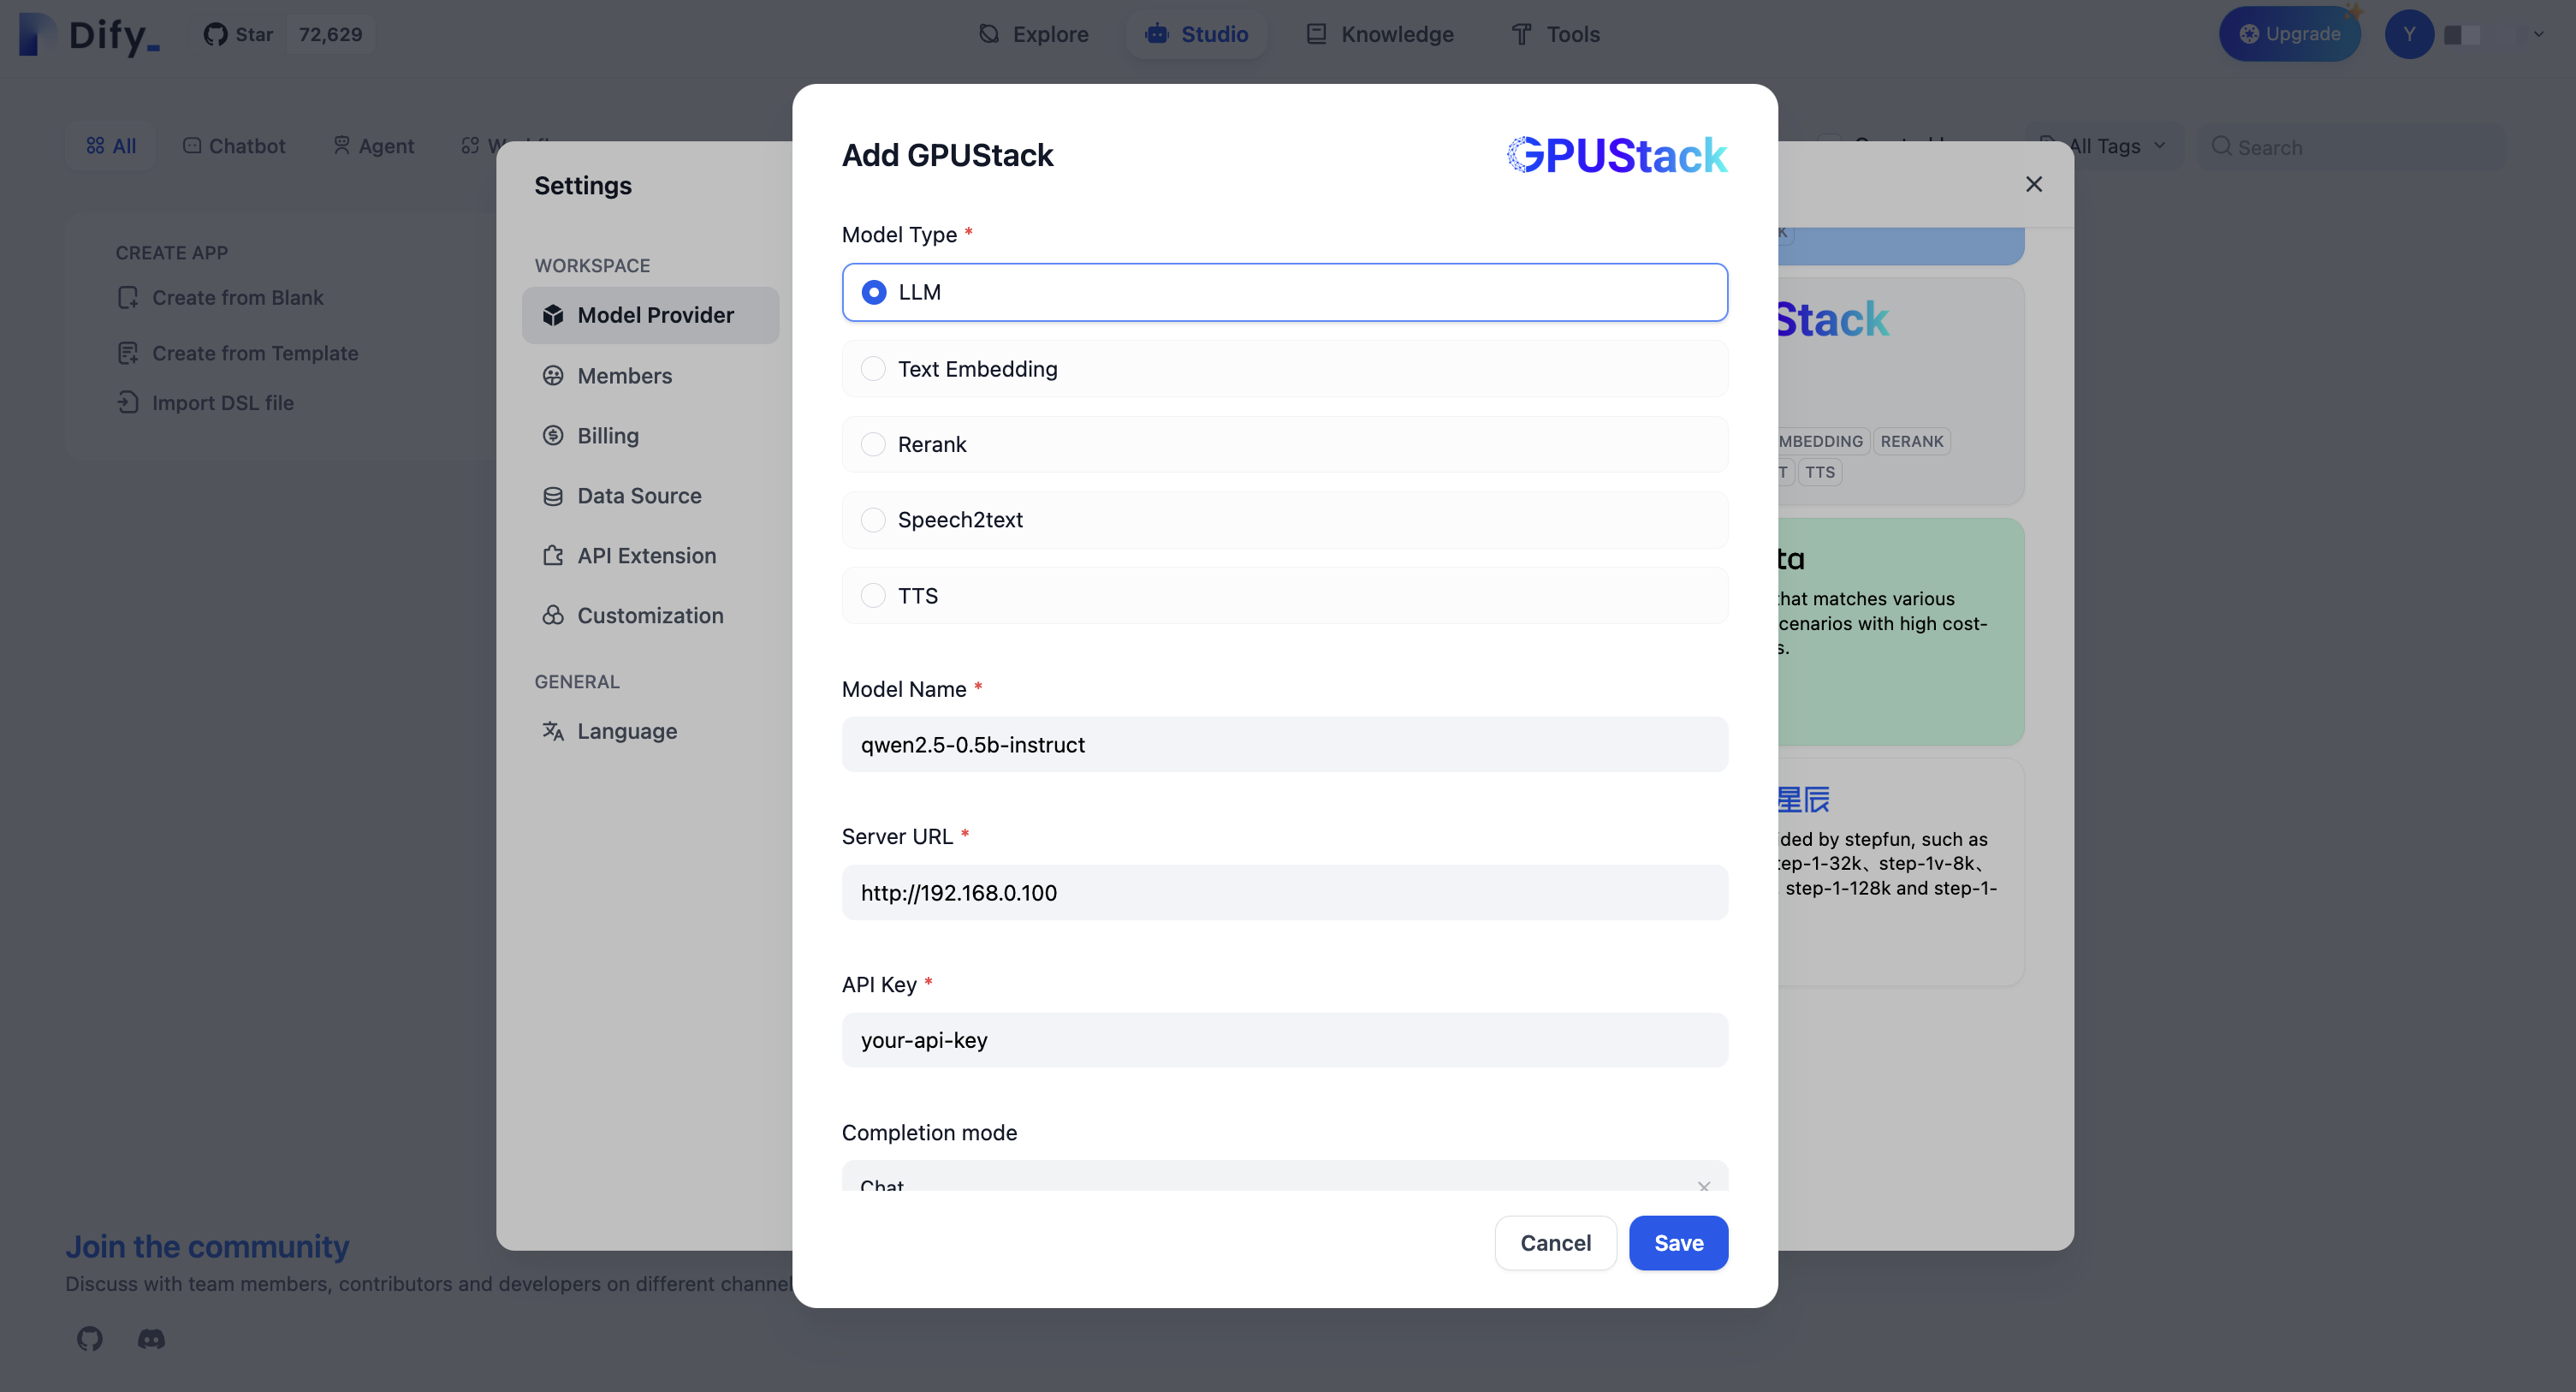 Dify_
Star 72,629
Explore
Studio
Knowledge
Tools
Upgrade
Y
All
Chatbot
Agent
All Tags
Search
CREATE APP
Create from Blank
Create from Template
Import DSL file
Join the community
Discuss with team members, contributors and developers on different channel
Settings
WORKSPACE
Model Provider
Members
Billing
Data Source
API Extension
Customization
GENERAL
Language
Add GPUStack
GPUStack
Model Type *
LLM
Text Embedding
Rerank
Speech2text
TTS
Model Name *
qwen2.5-0.5b-instruct
Server URL *
http://192.168.0.100
API Key *
your-api-key
Completion mode
Chat
Cancel
Save
Stack
MBEDDING RERANK
T TTS
ta
that matches various
cenarios with high cost-
s.
星辰
ded by stepfun, such as
tep-1-32k、step-1v-8k、
step-1-128k and step-1-